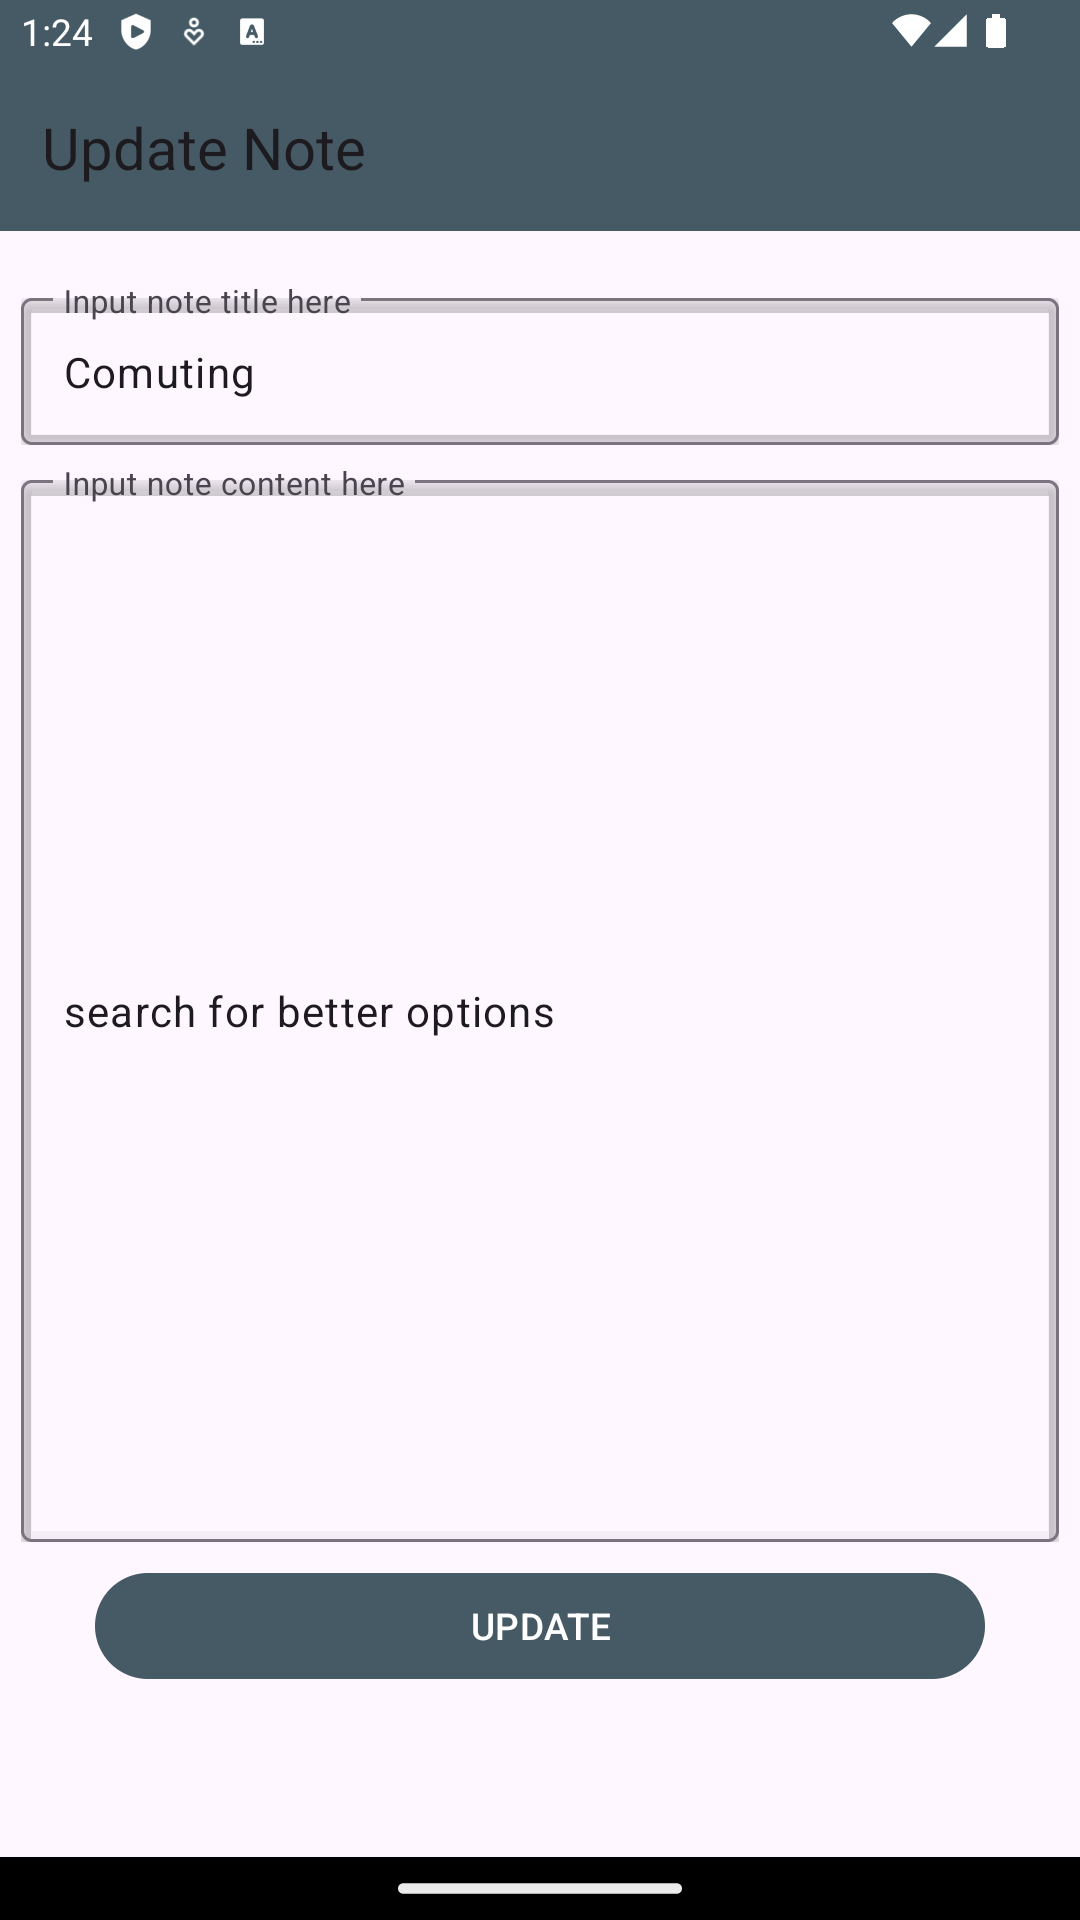 1:24
Update Note
Input note title here
Comuting
Input note content here
search for better options
UPDATE